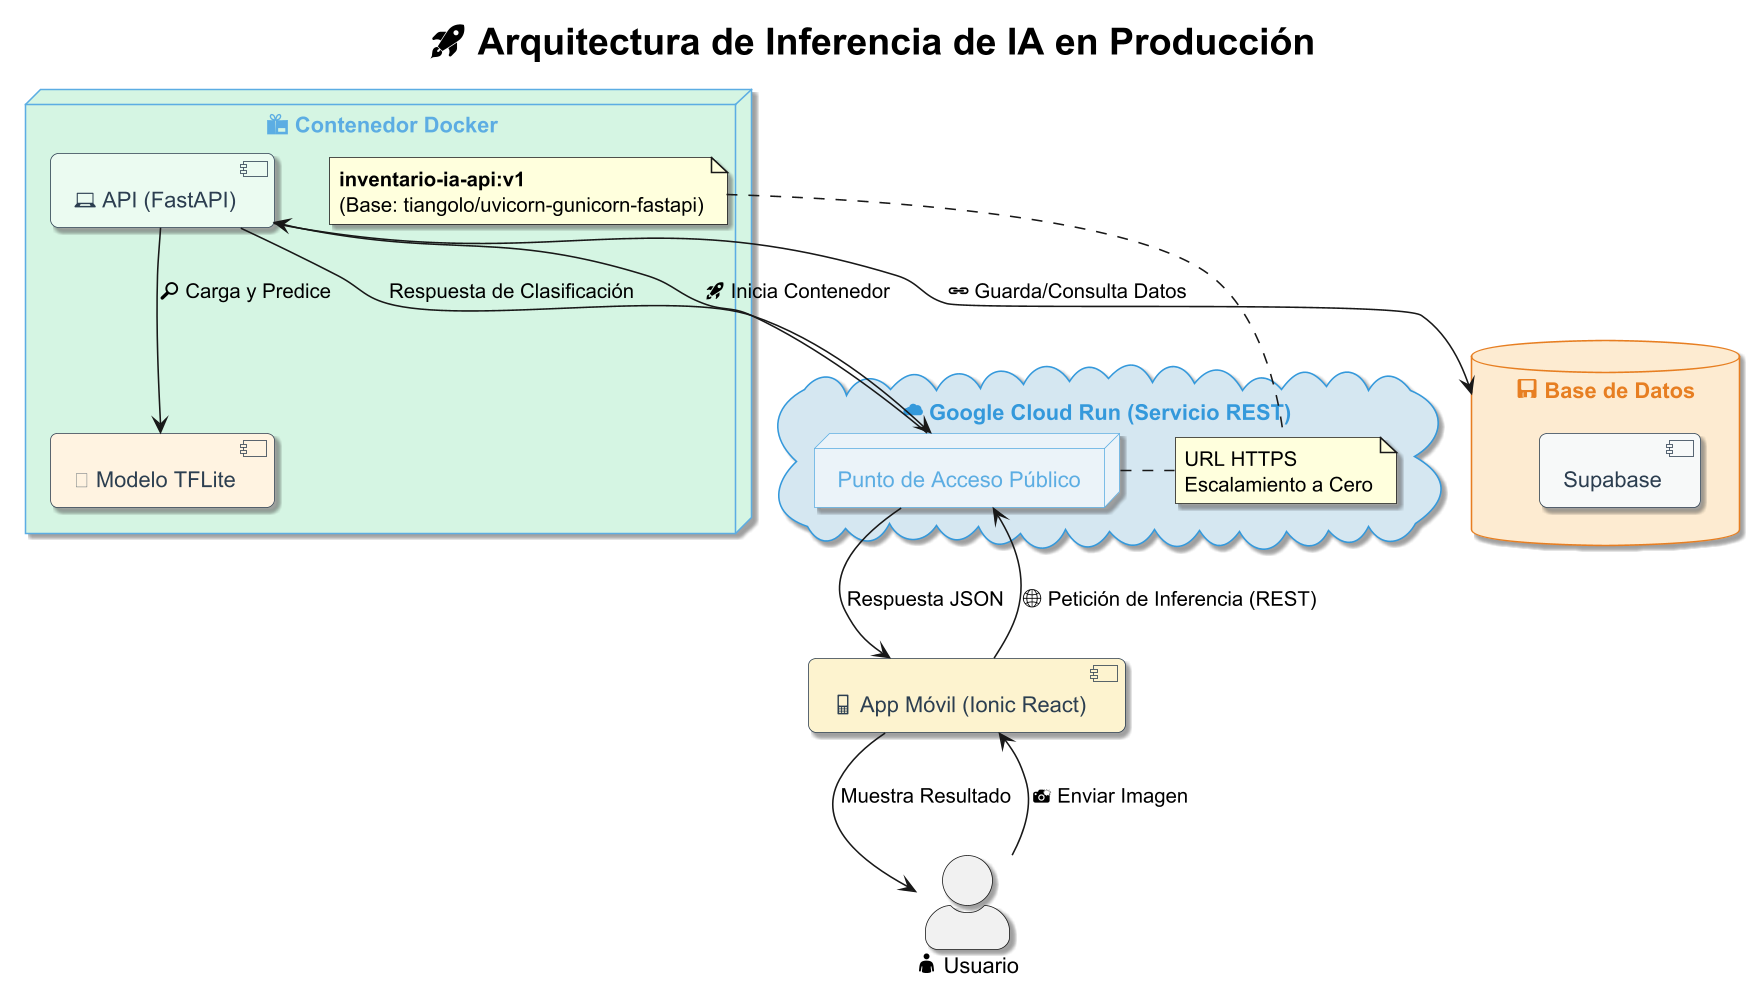 Arquitectura de Inferencia de IA en Producción
Contenedor Docker
API (FastAPI)
inventario-ia-api:v1
(Base: tiangolo/uvicorn-gunicorn-fastapi)
Carga y Predice
Respuesta de Clasificación
Inicia Contenedor
Guarda/Consulta Datos
Base de Datos
Google Cloud Run (Servicio REST)
Modelo TFLite
Punto de Acceso Público
URL HTTPS
Escalamiento a Cero
Supabase
Respuesta JSON
Petición de Inferencia (REST)
App Móvil (Ionic React)
Muestra Resultado
Enviar Imagen
Usuario